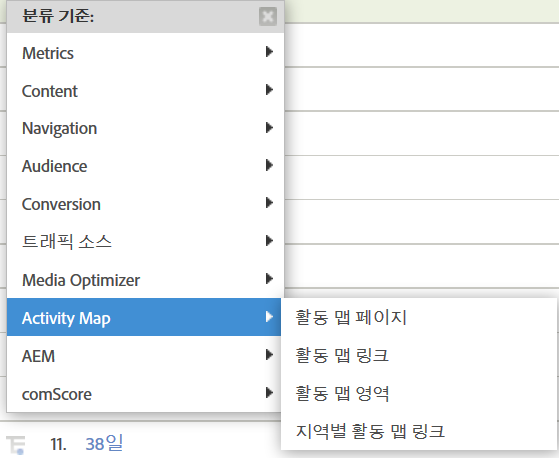 분류 기준:
Metrics
Content
Navigation
Audience
Conversion
트래픽 소스
Media Optimizer
Activity Map
활동 맵 페이지
AEM
활동 맵 링크
comScore
활동 맵 영역
지역별 활동 맵 링크
11. 38일